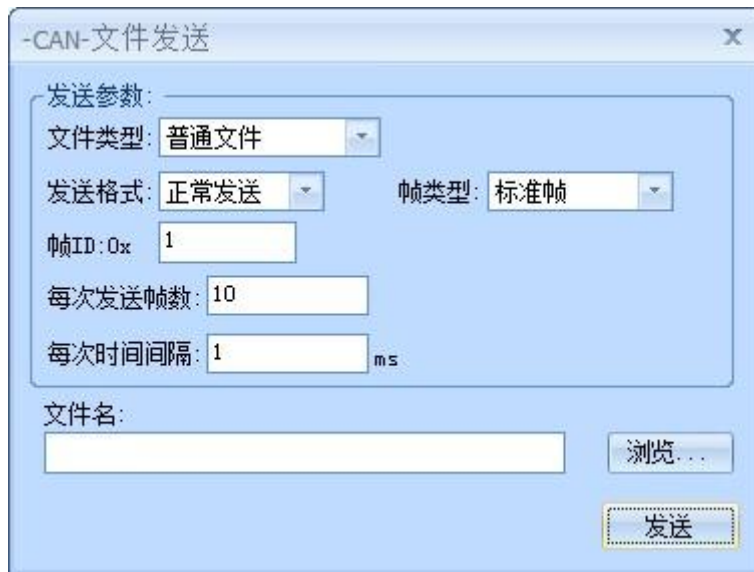 -CAN-文件发送
x
发送参数:
文件类型: 普通文件
发送格式: 正常发送 帧类型: 标准帧
帧ID:0x 1
每次发送帧数: 10
每次时间间隔: 1 ms
文件名:
浏览...
发送